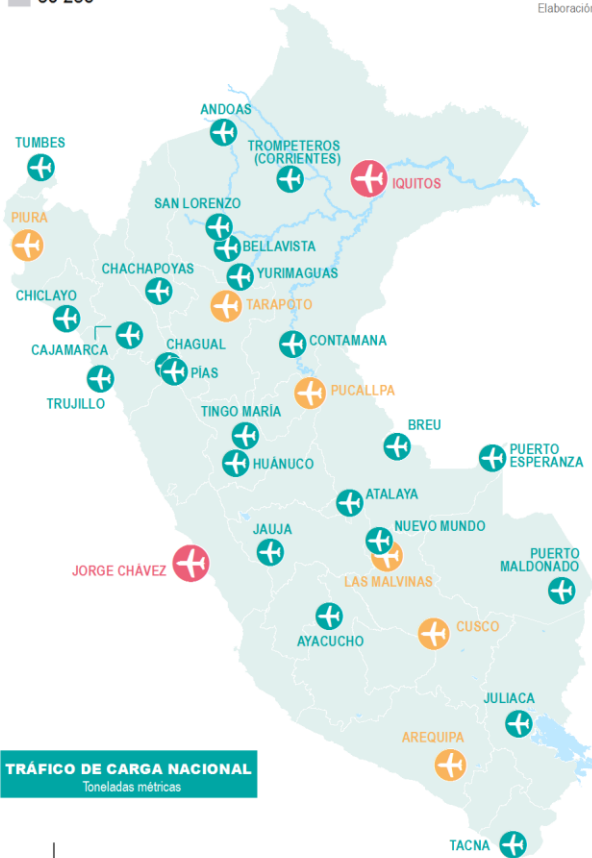 Elaboración
ANDOAS
TUMBES
TROMPETEROS
(CORRIENTES)
IQUITOS
SAN LORENZO
PIURA
BELLAVISTA
CHACHAPOYAS
YURIMAGUAS
CHICLAYO
TARAPOTO
CAJAMARCA
CHAGUAL
CONTAMANA
PÍAS
TRUJILLO
PUCALLPA
TINGO MARÍA
BREU
HUÁNUCO
PUERTO
ESPERANZA
ATALAYA
JAUJA
NUEVO MUNDO
JORGE CHÁVEZ
LAS MALVINAS
PUERTO
MALDONADO
AYACUCHO
CUSCO
JULIACA
AREQUIPA
TRÁFICO DE CARGA NACIONAL
Toneladas métricas
TACNA